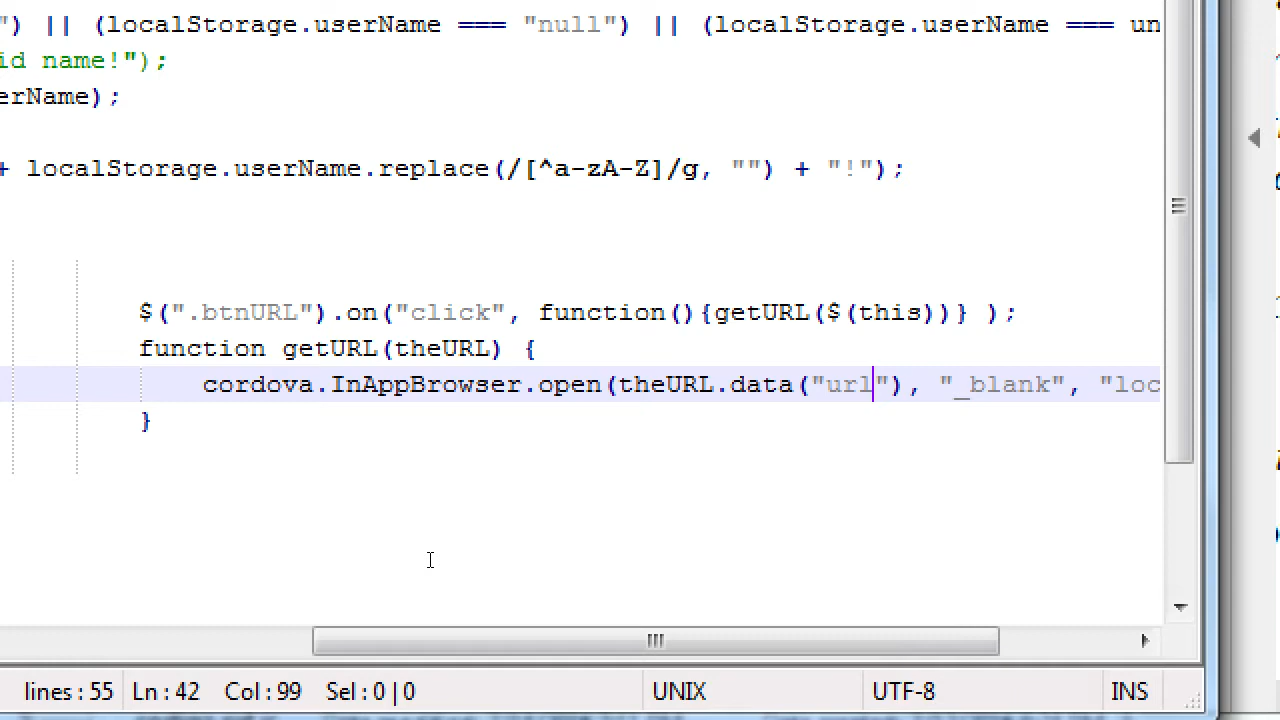 ") || (localStorage.userName === "null") || (localStorage.userName === un
id name!");
erName);
+ localStorage.userName.replace(/[^a-zA-Z]/g, "") + "!");
$(".btnURL").on("click", function(){getURL($(this))} );
function getURL(theURL) {
cordova.InAppBrowser.open(theURL.data("url"), "_blank", "loc
}
lines : 55 Ln : 42 Col : 99 Sel : 0 | 0 UNIX UTF-8 INS